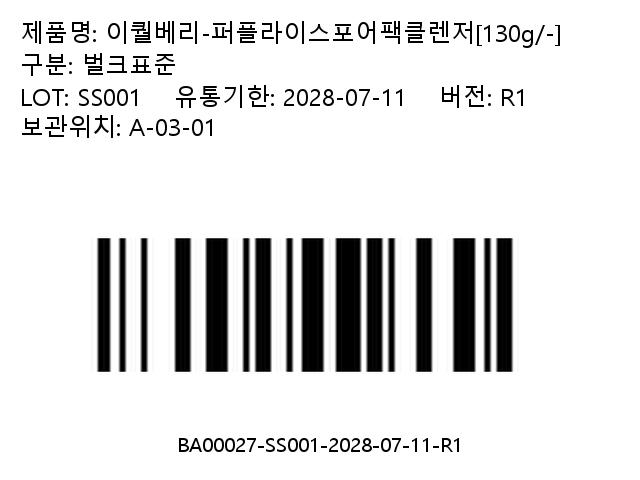 제품명: 이퀄베리-퍼플라이스포어팩클렌저[130g/-]
구분: 벌크표준
LOT: SS001 유통기한: 2028-07-11 버전: R1
보관위치: A-03-01
BA00027-SS001-2028-07-11-R1